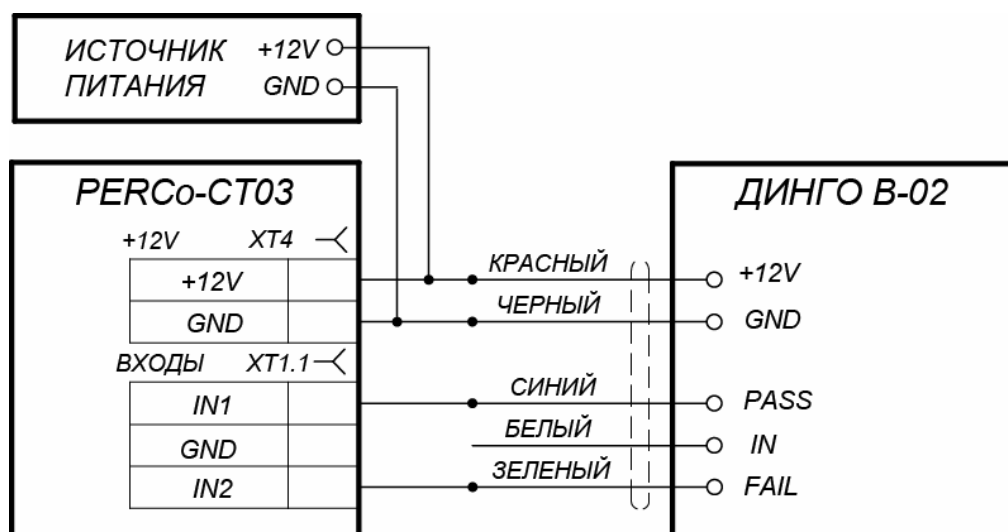 ИСТОЧНИК +12V
ПИТАНИЯ GND
PERCo-CT03
ДИНГО В-02
+12V XT4
+12V
КРАСНЫЙ
+12V
GND
ЧЕРНЫЙ
GND
ВХОДЫ XT1.1
IN1
СИНИЙ
PASS
GND
БЕЛЫЙ
IN
IN2
ЗЕЛЕНЫЙ
FAIL